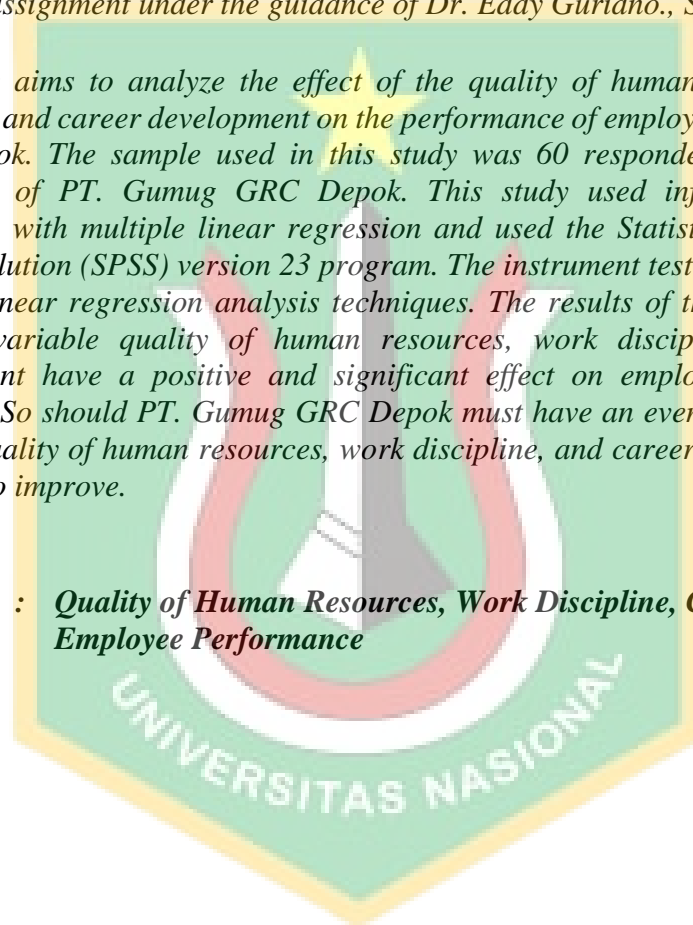 assignment under the guidance of Dr. Eddy Guridno., S
aims to analyze the effect of the quality of human
and career development on the performance of employ
ok. The sample used in this study was 60 responde
of PT. Gumug GRC Depok. This study used inf
with multiple linear regression and used the Statist
lution (SPSS) version 23 program. The instrument test
near regression analysis techniques. The results of th
variable quality of human resources, work discip
nt have a positive and significant effect on emplo
So should PT. Gumug GRC Depok must have an even
uality of human resources, work discipline, and career
o improve.
: Quality of Human Resources, Work Discipline, C
Employee Performance
UNIVERSITAS NASIONAL